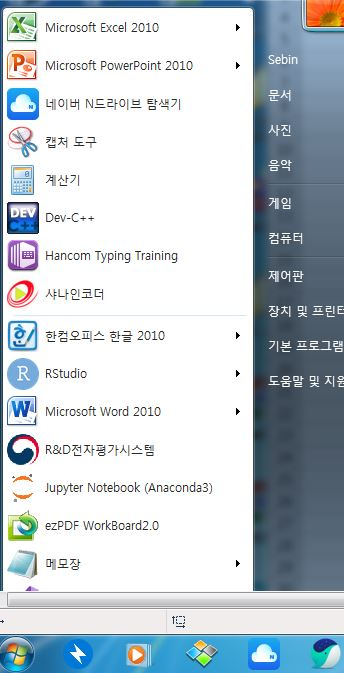 Microsoft Excel 2010
Microsoft PowerPoint 2010
네이버 N드라이브 탐색기
캡처 도구
계산기
DEV
C++
Dev-C++
Hancom Typing Training
샤나인코더
한컴오피스 한글 2010
R
RStudio
W
Microsoft Word 2010
R&D전자평가시스템
Jupyter Notebook (Anaconda3)
ezPDF WorkBoard2.0
메모장
Sebin
문서
사진
음악
게임
컴퓨터
제어판
장치 및 프린터
기본 프로그램
도움말 및 지원